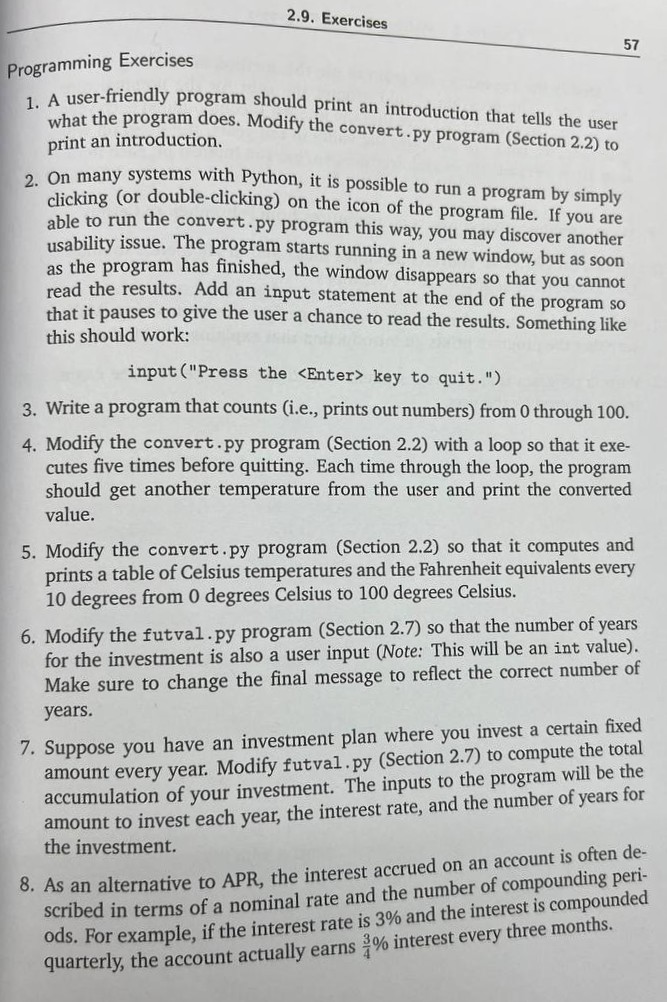 2.9. Exercises
57
Programming Exercises
1. A user-friendly program should print an introduction that tells the user
what the program does. Modify the convert.py program (Section 2.2) to
print an introduction.
2. On many systems with Python, it is possible to run a program by simply
clicking (or double-clicking) on the icon of the program file. If you are
able to run the convert.py program this way, you may discover another
usability issue. The program starts running in a new window, but as soon
as the program has finished, the window disappears so that you cannot
read the results. Add an input statement at the end of the program so
that it pauses to give the user a chance to read the results. Something like
this should work:
input("Press the <Enter> key to quit.")
3. Write a program that counts (i.e., prints out numbers) from 0 through 100.
4. Modify the convert.py program (Section 2.2) with a loop so that it exe-
cutes five times before quitting. Each time through the loop, the program
should get another temperature from the user and print the converted
value.
5. Modify the convert.py program (Section 2.2) so that it computes and
prints a table of Celsius temperatures and the Fahrenheit equivalents every
10 degrees from 0 degrees Celsius to 100 degrees Celsius.
6. Modify the futval.py program (Section 2.7) so that the number of years
for the investment is also a user input (Note: This will be an int value).
Make sure to change the final message to reflect the correct number of
years.
7. Suppose you have an investment plan where you invest a certain fixed
amount every year. Modify futval.py (Section 2.7) to compute the total
accumulation of your investment. The inputs to the program will be the
amount to invest each year, the interest rate, and the number of years for
the investment.
8. As an alternative to APR, the interest accrued on an account is often de-
scribed in terms of a nominal rate and the number of compounding peri-
ods. For example, if the interest rate is 3% and the interest is compounded
quarterly, the account actually earns ¾% interest every three months.